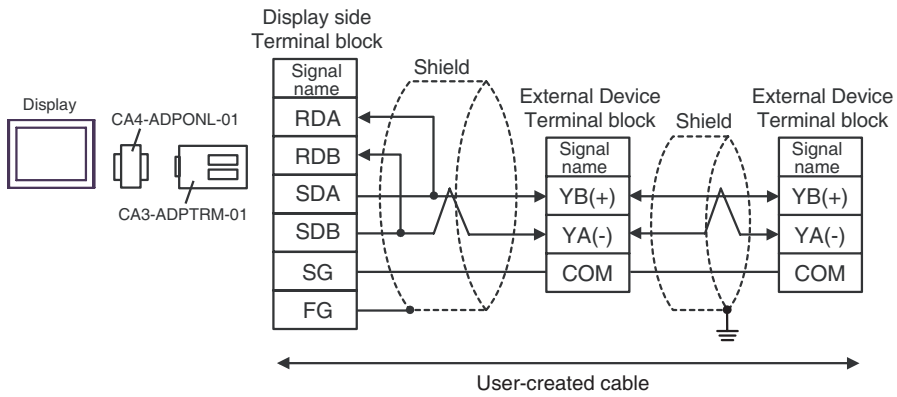 Display side
Terminal block
Signal
name
RDA
RDB
SDA
SDB
SG
FG
Shield
Display
CA4-ADPONL-01
CA3-ADPTRM-01
External Device
Terminal block
Signal
name
YB(+)
YA(-)
COM
Shield
External Device
Terminal block
Signal
name
YB(+)
YA(-)
COM
User-created cable